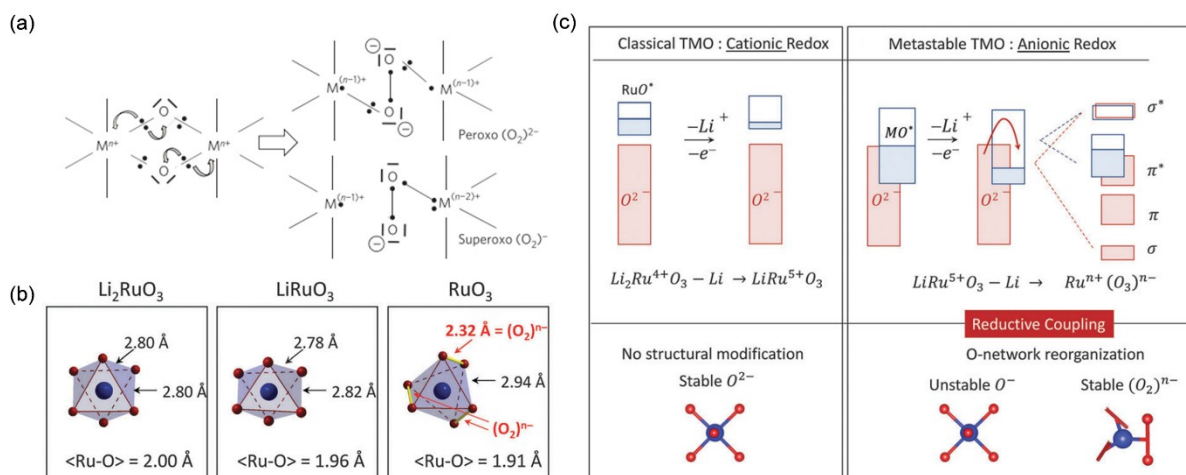 (a)
O
M^n+
M^n+
O
M^(n-1)+
O
O
M^(n-1)+
Peroxo (O₂)²⁻
M^(n-1)+
O
O
M^(n-2)+
Superoxo (O₂)⁻
(b)
Li₂RuO₃
2.80 Å
2.80 Å
<Ru-O> = 2.00 Å
LiRuO₃
2.78 Å
2.82 Å
<Ru-O> = 1.96 Å
RuO₃
2.32 Å = (O₂)ⁿ⁻
2.94 Å
(O₂)ⁿ⁻
<Ru-O> = 1.91 Å
(c)
Classical TMO : Cationic Redox
RuO*
−Li⁺
−e⁻
O²⁻
O²⁻
Li₂Ru⁴⁺O₃ − Li → LiRu⁵⁺O₃
No structural modification
Stable O²⁻
Metastable TMO : Anionic Redox
MO*
−Li⁺
−e⁻
O²⁻
O²⁻
σ*
π*
π
σ
LiRu⁵⁺O₃ − Li → Ruⁿ⁺(O₃)ⁿ⁻
Reductive Coupling
O-network reorganization
Unstable O⁻
Stable (O₂)ⁿ⁻